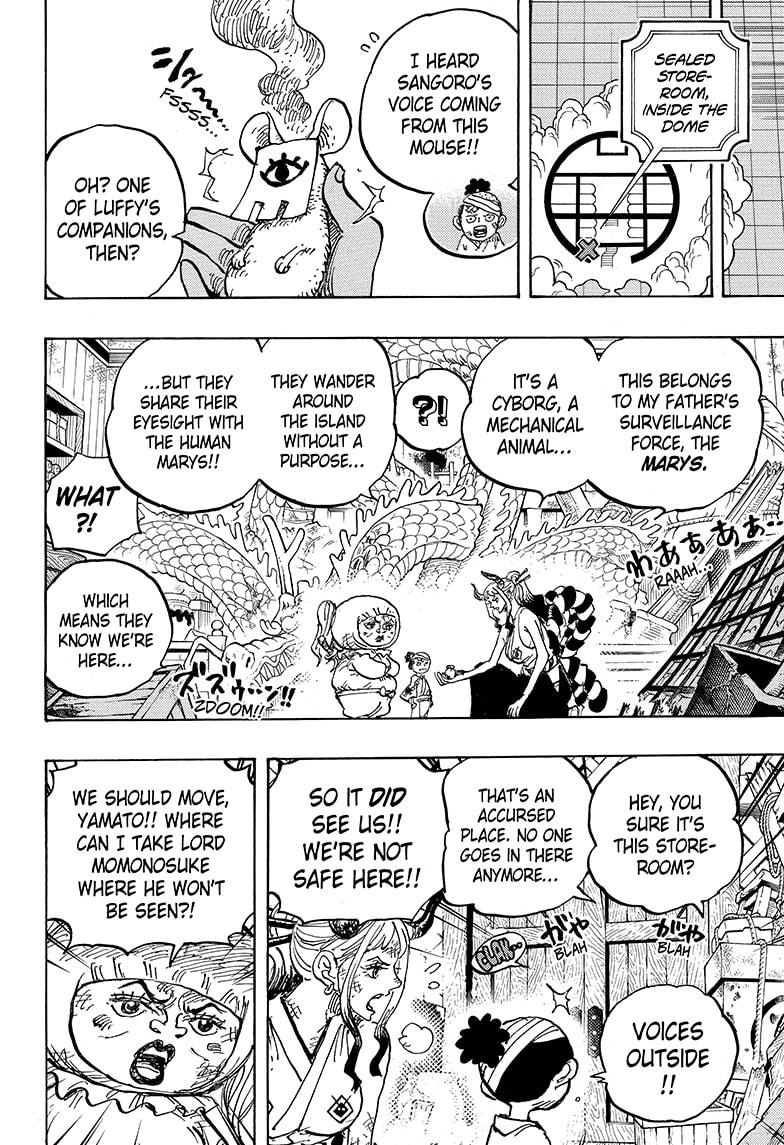 SEALED
STORE-
ROOM,
INSIDE THE
DOME
I HEARD
SANGORO'S
VOICE COMING
FROM THIS
MOUSE!!
FSSSS...
OH? ONE
OF LUFFY'S
COMPANIONS,
THEN?
THIS BELONGS
TO MY FATHER'S
SURVEILLANCE
FORCE, THE
MARYS.
IT'S A
CYBORG, A
MECHANICAL
ANIMAL...
?!
THEY WANDER
AROUND
THE ISLAND
WITHOUT A
PURPOSE...
...BUT THEY
SHARE THEIR
EYESIGHT WITH
THE HUMAN
MARYS!!
WHAT
?!
わあぁぁぁ…
RAAAH...
WHICH
MEANS THEY
KNOW WE'RE
HERE...
ズズゥ…ン!!
ZDOOM!!
HEY, YOU
SURE IT'S
THIS STORE-
ROOM?
THAT'S AN
ACCURSED
PLACE. NO ONE
GOES IN THERE
ANYMORE...
ガヤ
BLAH
ガヤ
BLAH
VOICES
OUTSIDE
!!
SO IT DID
SEE US!!
WE'RE NOT
SAFE HERE!!
WE SHOULD MOVE,
YAMATO!! WHERE
CAN I TAKE LORD
MOMONOSUKE
WHERE HE WON'T
BE SEEN?!